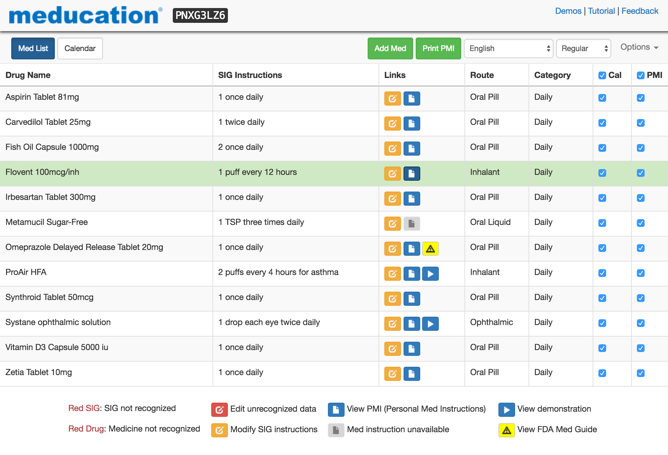 meducation® PNXG3LZ6 Demos | Tutorial | Feedback
Med List Calendar Add Med Print PMI English Regular Options
Drug Name SIG Instructions Links Route Category Cal PMI
Aspirin Tablet 81mg 1 once daily Oral Pill Daily
Carvedilol Tablet 25mg 1 twice daily Oral Pill Daily
Fish Oil Capsule 1000mg 2 once daily Oral Pill Daily
Flovent 100mcg/inh 1 puff every 12 hours Inhalant Daily
Irbesartan Tablet 300mg 1 once daily Oral Pill Daily
Metamucil Sugar-Free 1 TSP three times daily Oral Liquid Daily
Omeprazole Delayed Release Tablet 20mg 1 once daily Oral Pill Daily
ProAir HFA 2 puffs every 4 hours for asthma Inhalant Daily
Synthroid Tablet 50mcg 1 once daily Oral Pill Daily
Systane ophthalmic solution 1 drop each eye twice daily Ophthalmic Daily
Vitamin D3 Capsule 5000 iu 1 once daily Oral Pill Daily
Zetia Tablet 10mg 1 once daily Oral Pill Daily
Red SIG: SIG not recognized Edit unrecognized data View PMI (Personal Med Instructions) View demonstration
Red Drug: Medicine not recognized Modify SIG instructions Med instruction unavailable View FDA Med Guide